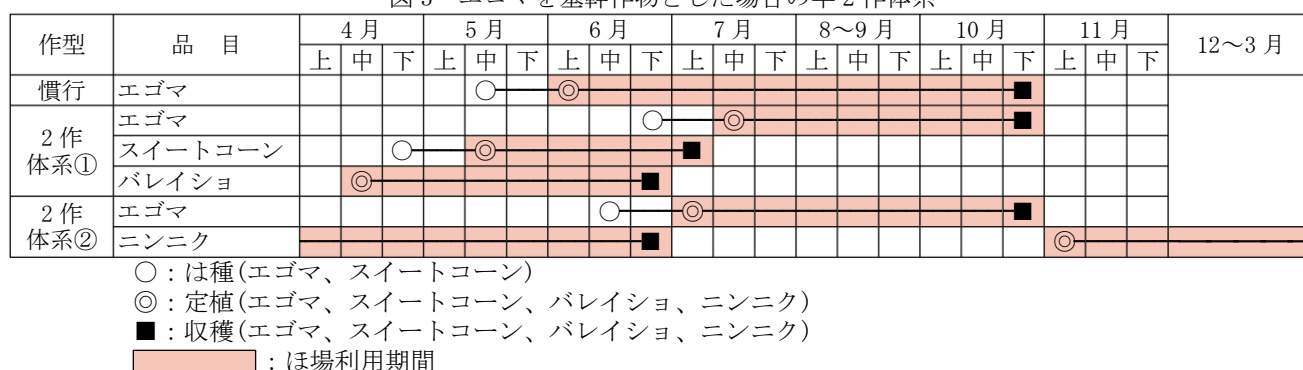 図3 エゴマを基幹作物とした場合の年2作体系
作型 品 目 4月 5月 6月 7月 8～9月 10月 11月 12～3月
上 中 下 上 中 下 上 中 下 上 中 下 上 中 下 上 中 下 上 中 下
慣行 エゴマ
2作体系① エゴマ
スイートコーン
バレイショ
2作体系② エゴマ
ニンニク
○：は種(エゴマ、スイートコーン)
◎：定植(エゴマ、スイートコーン、バレイショ、ニンニク)
■：収穫(エゴマ、スイートコーン、バレイショ、ニンニク)
：ほ場利用期間